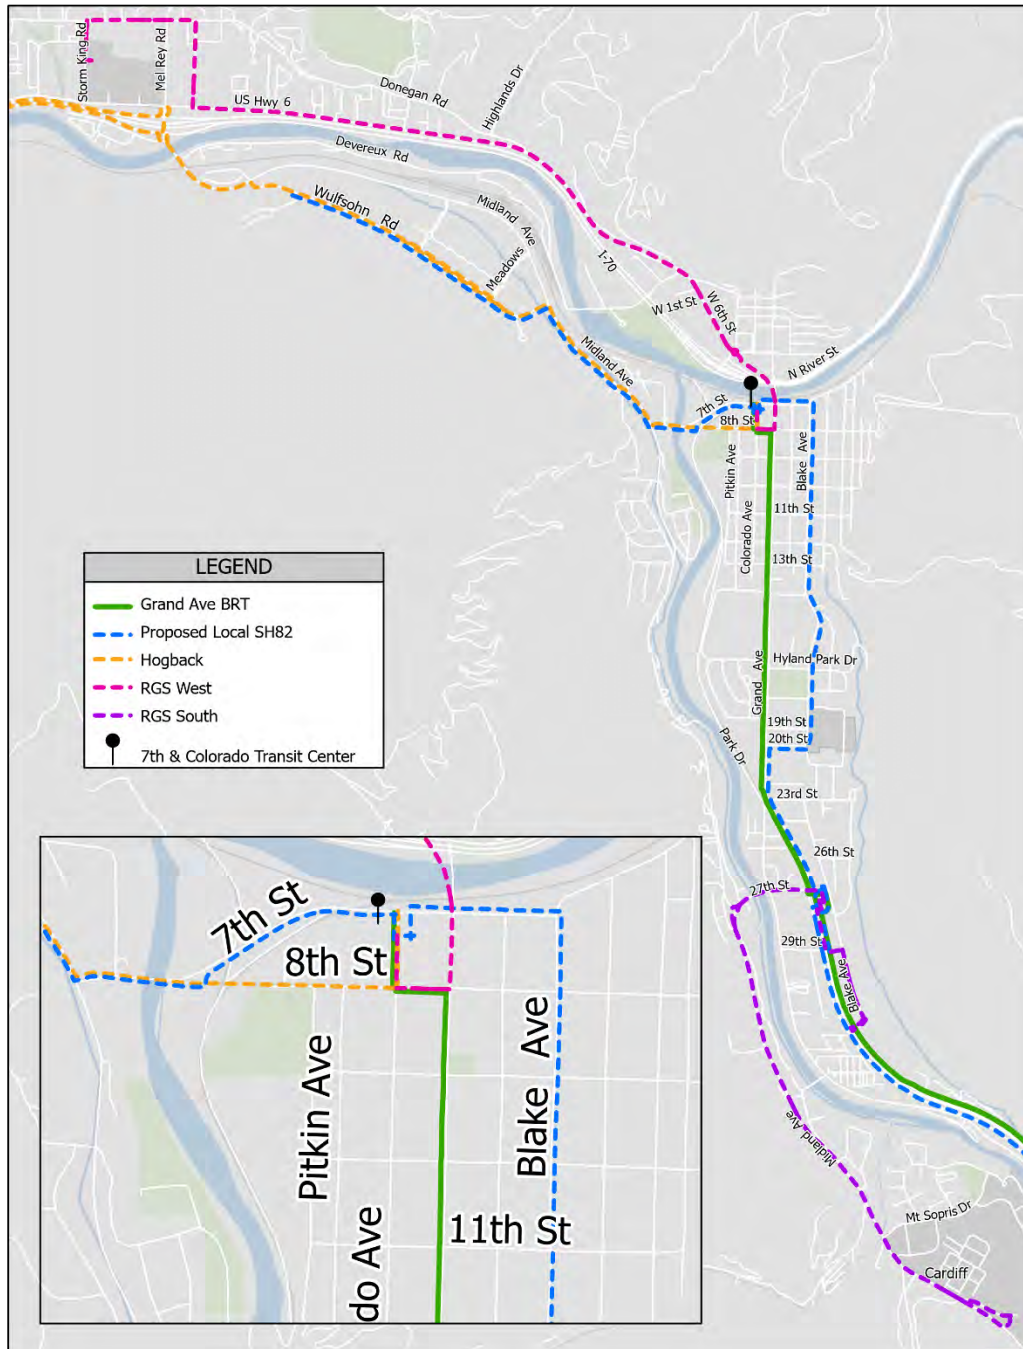 Storm King Rd
Mel Rey Rd
US Hwy 6
Donegan Rd
Highlands Dr
Devereux Rd
Wulfsohn Rd
Midland Ave
Meadows
I-70
W 1st St
W 6th St
N River St
Midland Ave
7th St
8th St
Pitkin Ave
Colorado Ave
Blake Ave
11th St
13th St
Hyland Park Dr
Grand Ave
19th St
20th St
Park Dr
23rd St
26th St
27th St
29th St
Blake Ave
Midland Ave
Mt Sopris Dr
Cardiff
LEGEND
Grand Ave BRT
Proposed Local SH82
Hogback
RGS West
RGS South
7th & Colorado Transit Center
7th St
8th St
Pitkin Ave
do Ave
Blake Ave
11th St